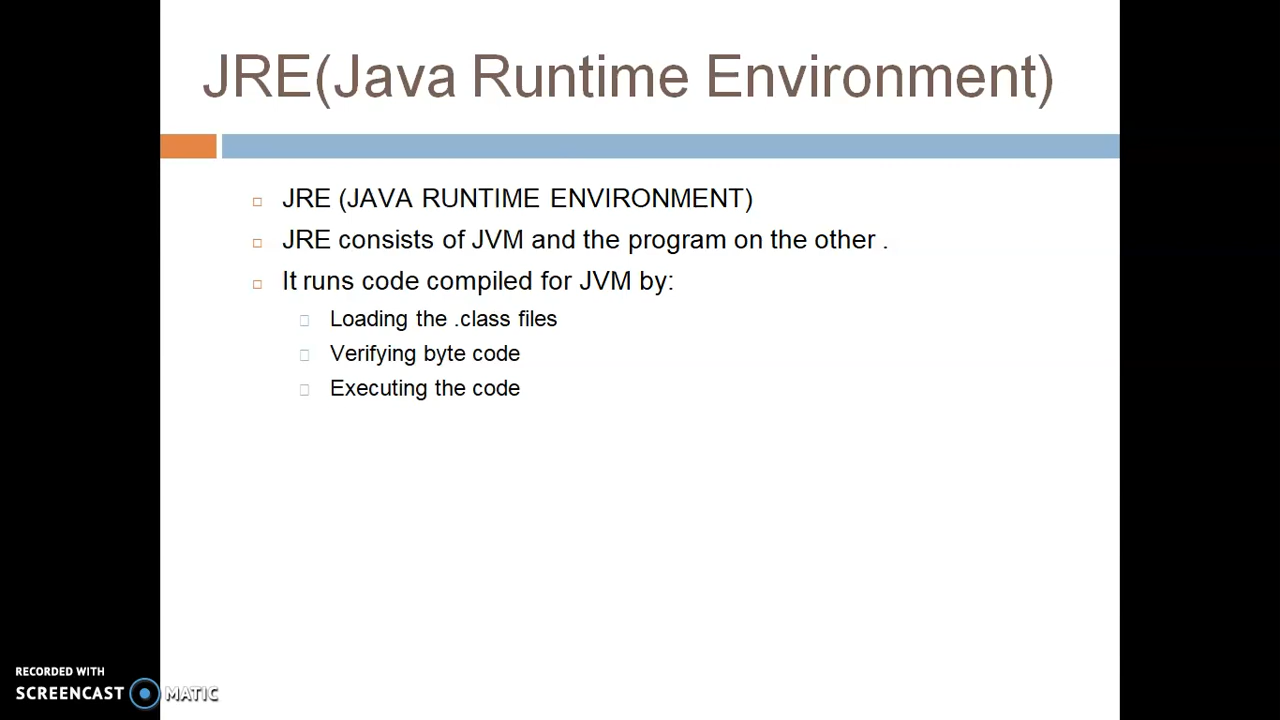 JRE(Java Runtime Environment)
JRE (JAVA RUNTIME ENVIRONMENT)
JRE consists of JVM and the program on the other .
It runs code compiled for JVM by:
Loading the .class files
Verifying byte code
Executing the code
RECORDED WITH
SCREENCAST MATIC